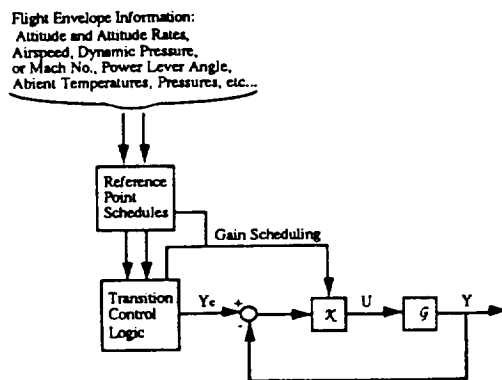 Flight Envelope Information:
Attitude and Attitude Rates,
Airspeed, Dynamic Pressure,
or Mach No., Power Lever Angle,
Abient Temperatures, Pressures, etc...
Reference
Point
Schedules
Gain Scheduling
Transition
Control
Logic
Yc
+
-
K
U
G
Y